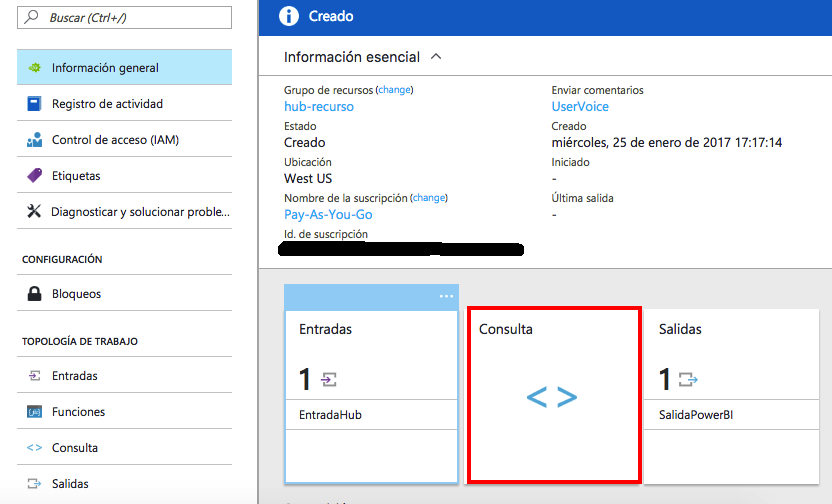 Buscar (Ctrl+/)
Información general
Registro de actividad
Control de acceso (IAM)
Etiquetas
Diagnosticar y solucionar proble...
CONFIGURACIÓN
Bloqueos
TOPOLOGÍA DE TRABAJO
Entradas
Funciones
Consulta
Salidas
Creado
Información esencial
Grupo de recursos (change)
hub-recurso
Estado
Creado
Ubicación
West US
Nombre de la suscripción (change)
Pay-As-You-Go
Id. de suscripción
Enviar comentarios
UserVoice
Creado
miércoles, 25 de enero de 2017 17:17:14
Iniciado
-
Última salida
-
Entradas
1
EntradaHub
Consulta
<>
Salidas
1
SalidaPowerBI